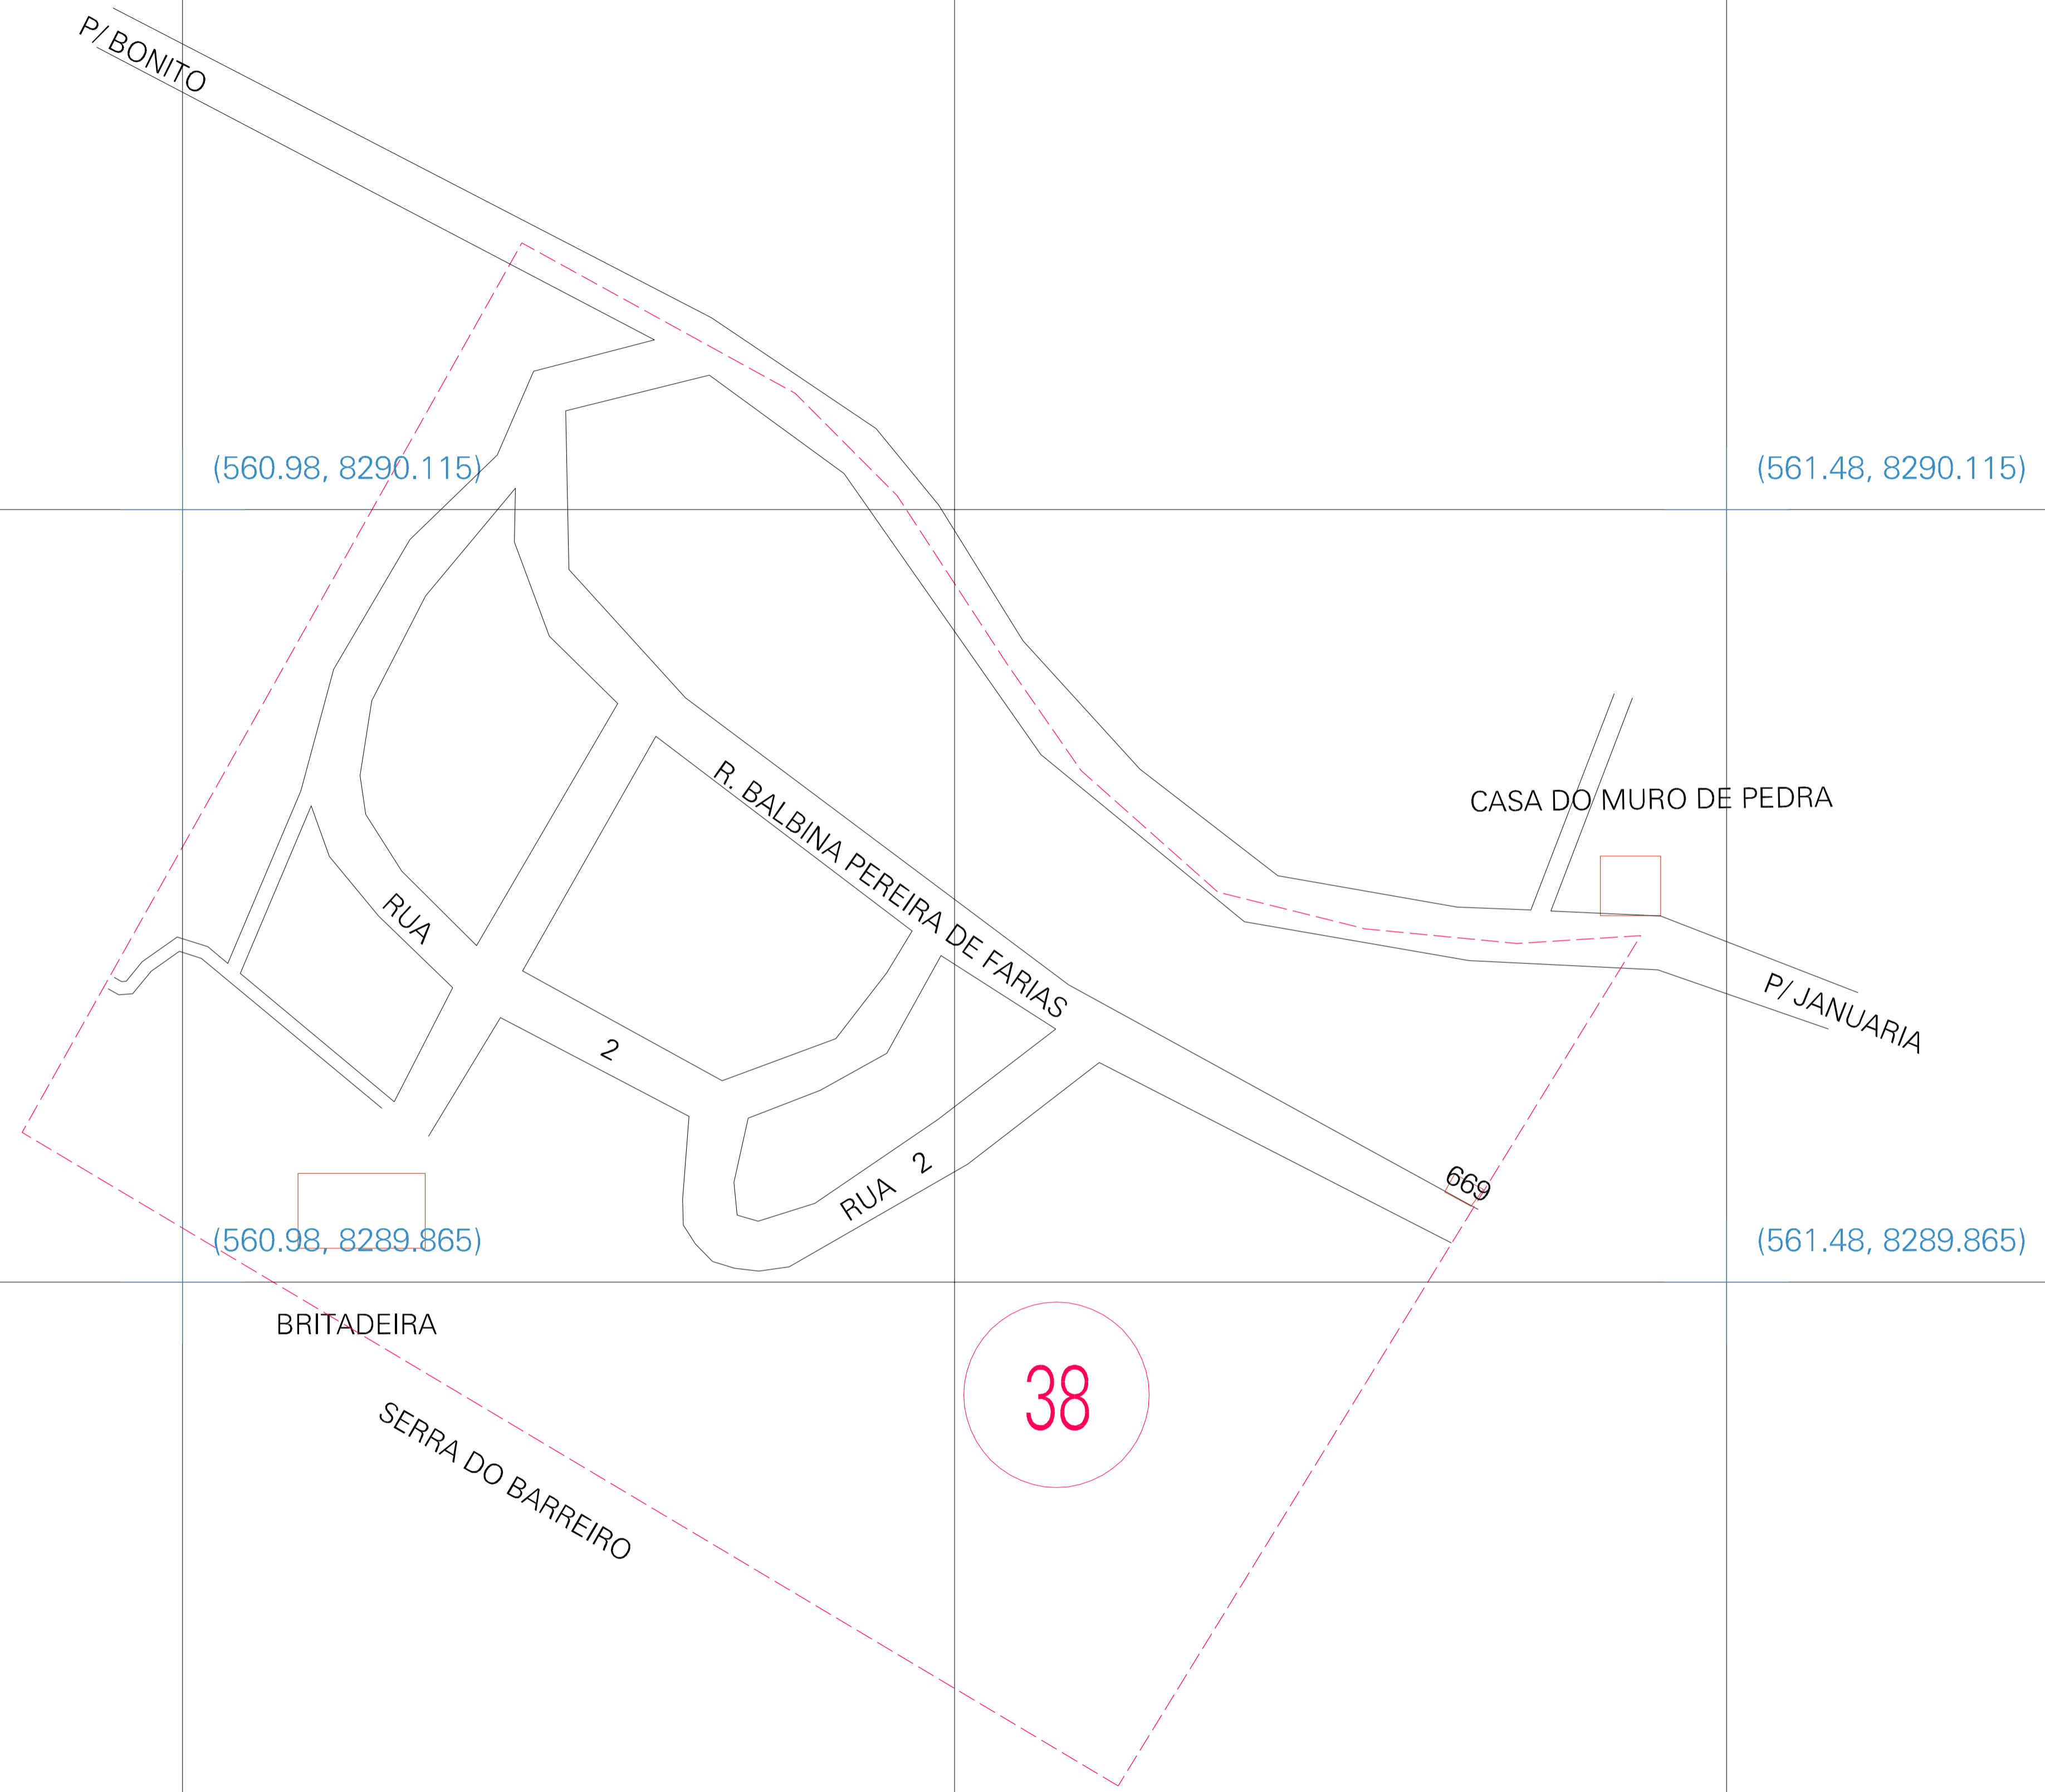 P/ BONITO
(560.98, 8290.115)
(561.48, 8290.115)
R. BALBINA PEREIRA DE FARIAS
CASA DO MURO DE PEDRA
RUA
P/ JANUARIA
2
RUA 2
669
(560.98, 8289.865)
(561.48, 8289.865)
BRITADEIRA
38
SERRA DO BARREIRO